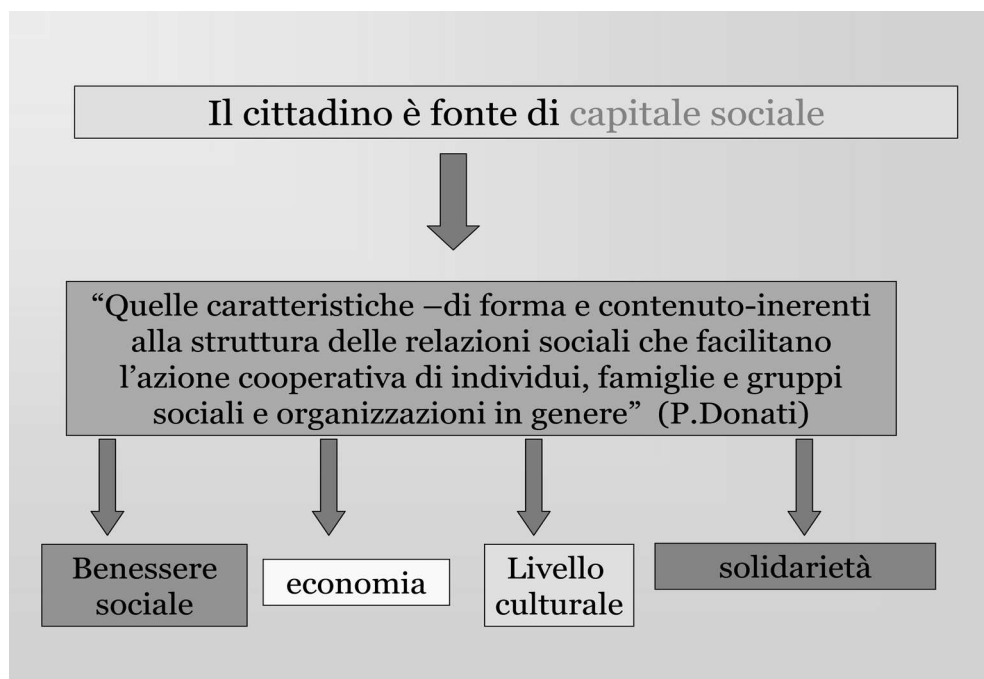 Il cittadino è fonte di capitale sociale
“Quelle caratteristiche –di forma e contenuto-inerenti
alla struttura delle relazioni sociali che facilitano
l’azione cooperativa di individui, famiglie e gruppi
sociali e organizzazioni in genere” (P.Donati)
Benessere
sociale
economia
Livello
culturale
solidarietà